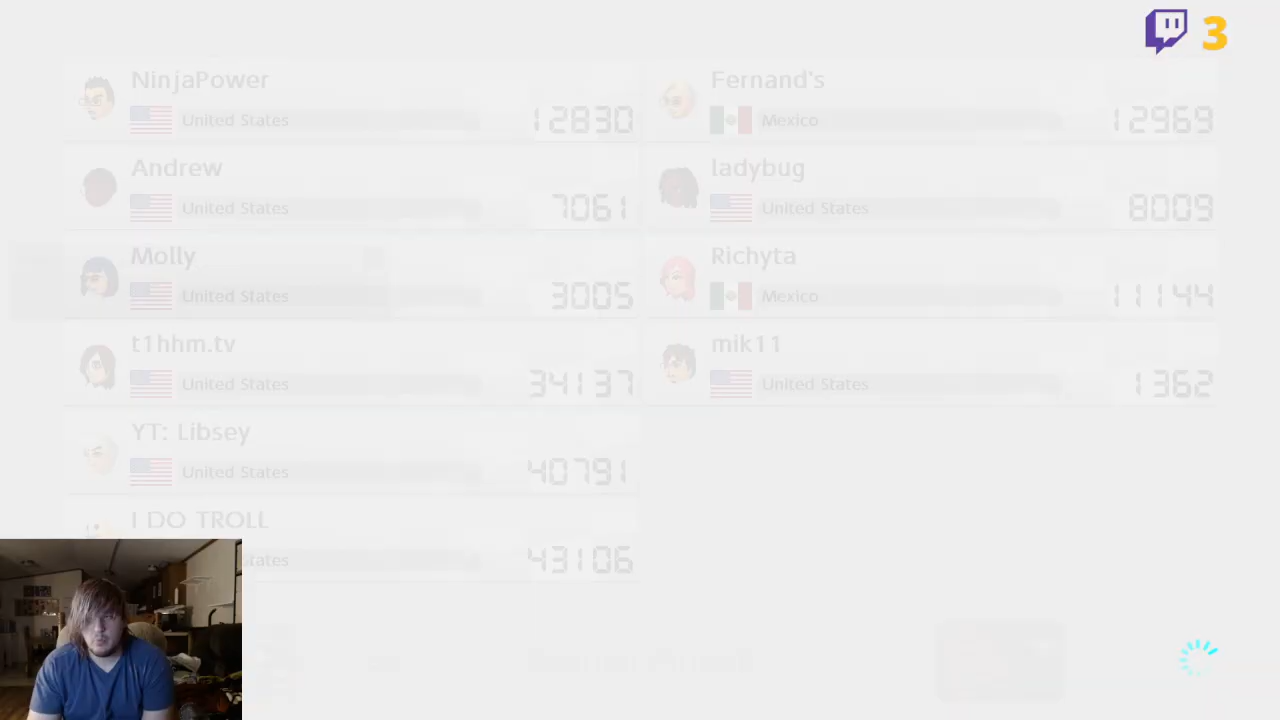 3
NinjaPower
United States 12830
Andrew
United States 7061
Molly
United States 3005
t1hhm.tv
United States 34137
YT: Libsey
United States 40791
I DO TROLL
States 43106
Fernand's
Mexico 12969
ladybug
United States 8009
Richyta
Mexico 11144
mik11
United States 1362